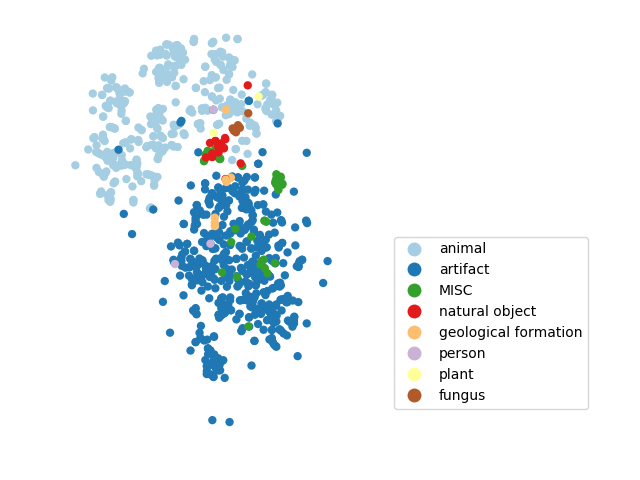 animal
artifact
MISC
natural object
geological formation
person
plant
fungus